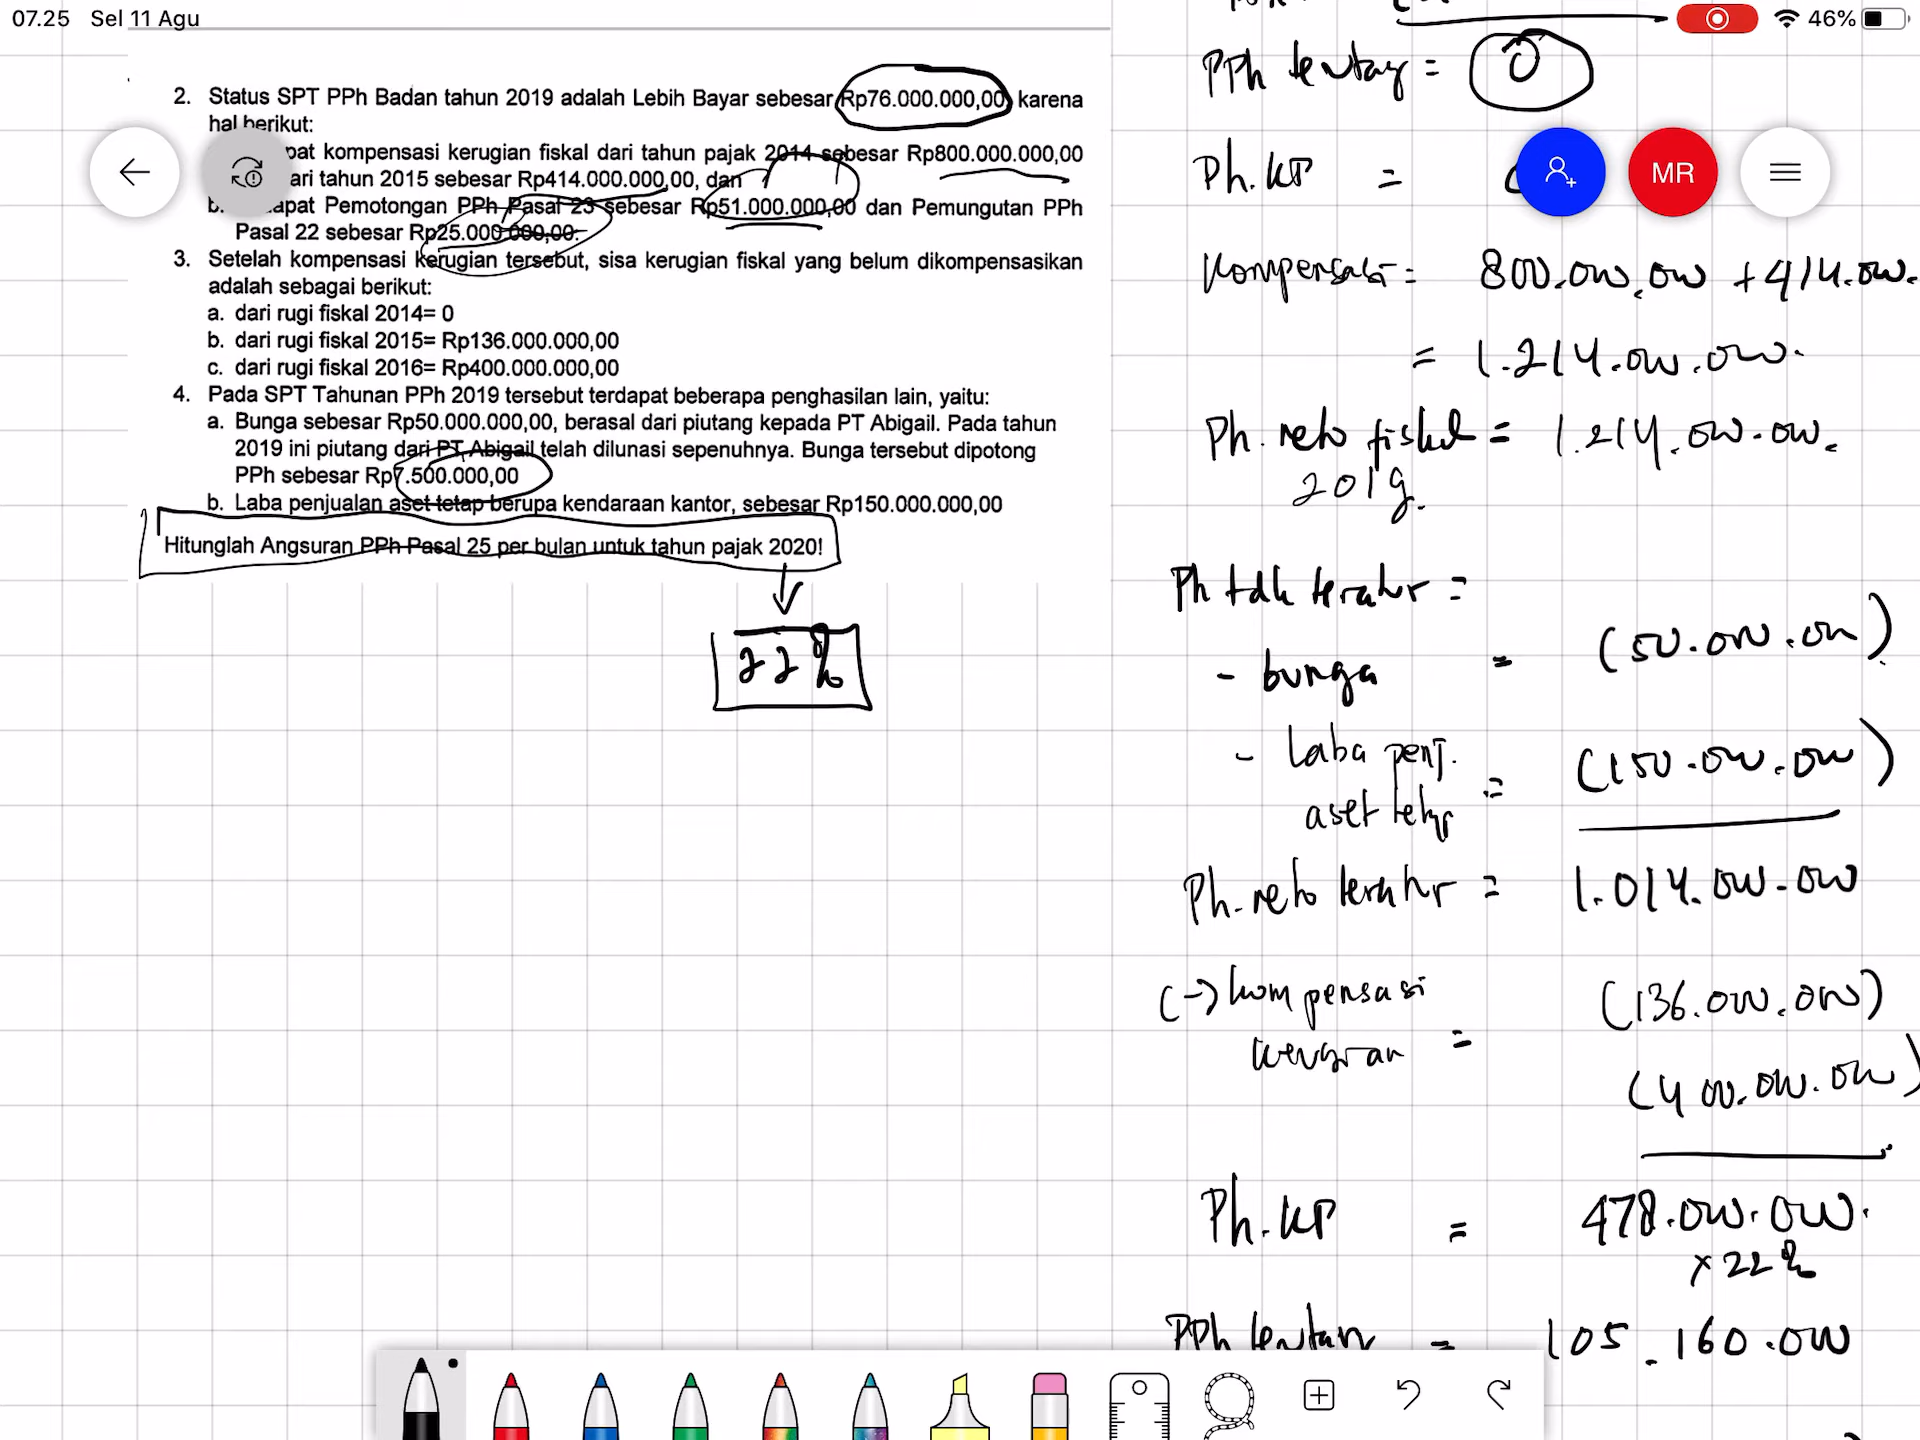 07.25 Sel 11 Agu
46%
2. Status SPT PPh Badan tahun 2019 adalah Lebih Bayar sebesar Rp76.000.000,00 karena
hal berikut:
pat kompensasi kerugian fiskal dari tahun pajak 2014 sebesar Rp800.000.000,00
ari tahun 2015 sebesar Rp414.000.000,00, dan
b. apat Pemotongan PPh Pasal 23 sebesar Rp51.000.000,00 dan Pemungutan PPh
Pasal 22 sebesar Rp25.000.000,00.
3. Setelah kompensasi kerugian tersebut, sisa kerugian fiskal yang belum dikompensasikan
adalah sebagai berikut:
a. dari rugi fiskal 2014= 0
b. dari rugi fiskal 2015= Rp136.000.000,00
c. dari rugi fiskal 2016= Rp400.000.000,00
4. Pada SPT Tahunan PPh 2019 tersebut terdapat beberapa penghasilan lain, yaitu:
a. Bunga sebesar Rp50.000.000,00, berasal dari piutang kepada PT Abigail. Pada tahun
2019 ini piutang dari PT Abigail telah dilunasi sepenuhnya. Bunga tersebut dipotong
PPh sebesar Rp7.500.000,00
b. Laba penjualan aset tetap berupa kendaraan kantor, sebesar Rp150.000.000,00
Hitunglah Angsuran PPh Pasal 25 per bulan untuk tahun pajak 2020!
22%
PPh terutang = 0
Ph.KP =
MR
Kompensasi = 800.000.000 + 414.000.
= 1.214.000.000.
Ph. neto fiskal = 1.214.000.000.
2019.
Ph tdk teratur =
- bunga = (50.000.000)
- Laba penj.
aset tetap = (150.000.000)
Ph. neto teratur = 1.014.000.000
(-) kompensasi (136.000.000)
kerugian =
(400.000.000)
Ph.KP = 478.000.000.
x 22%
PPh terutang = 105.160.000